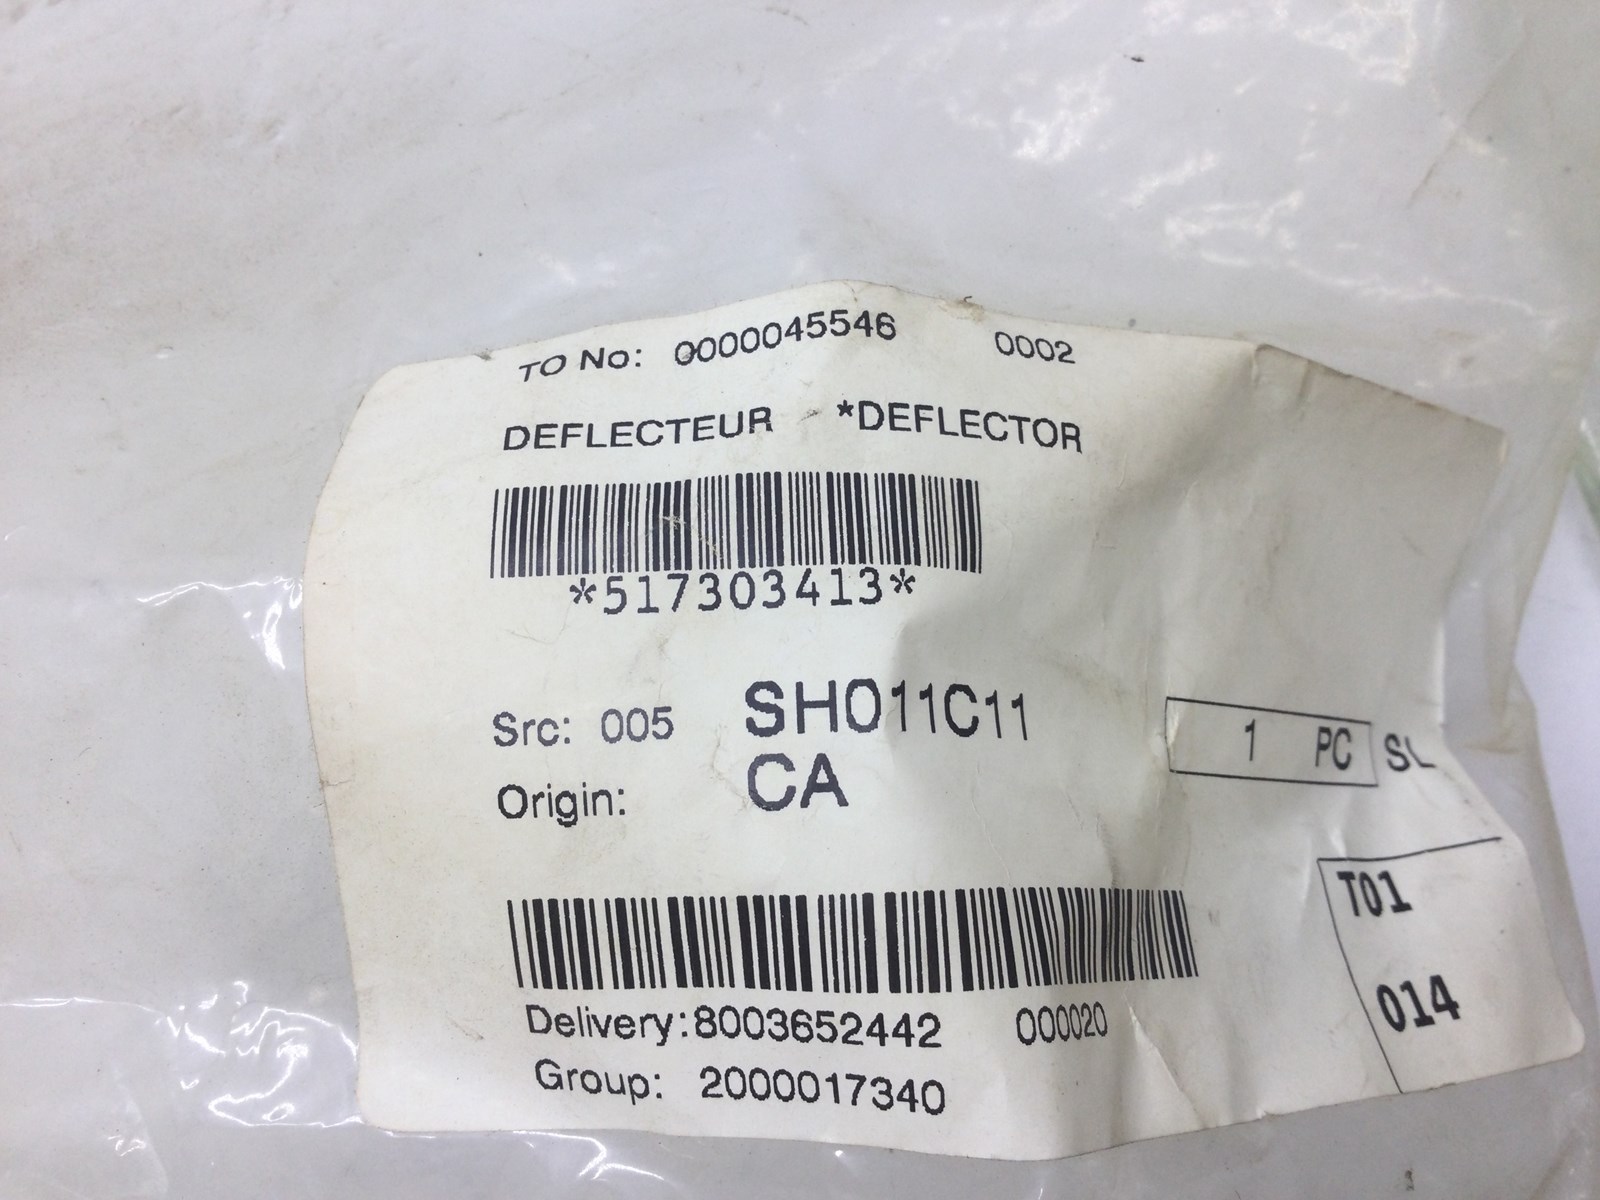 TO No: 0000045546 0002
DEFLECTEUR *DEFLECTOR
*517303413*
Src: 005 SH011C11
1 PC SL
Origin: CA
T01
014
Delivery:8003652442 000020
Group: 2000017340